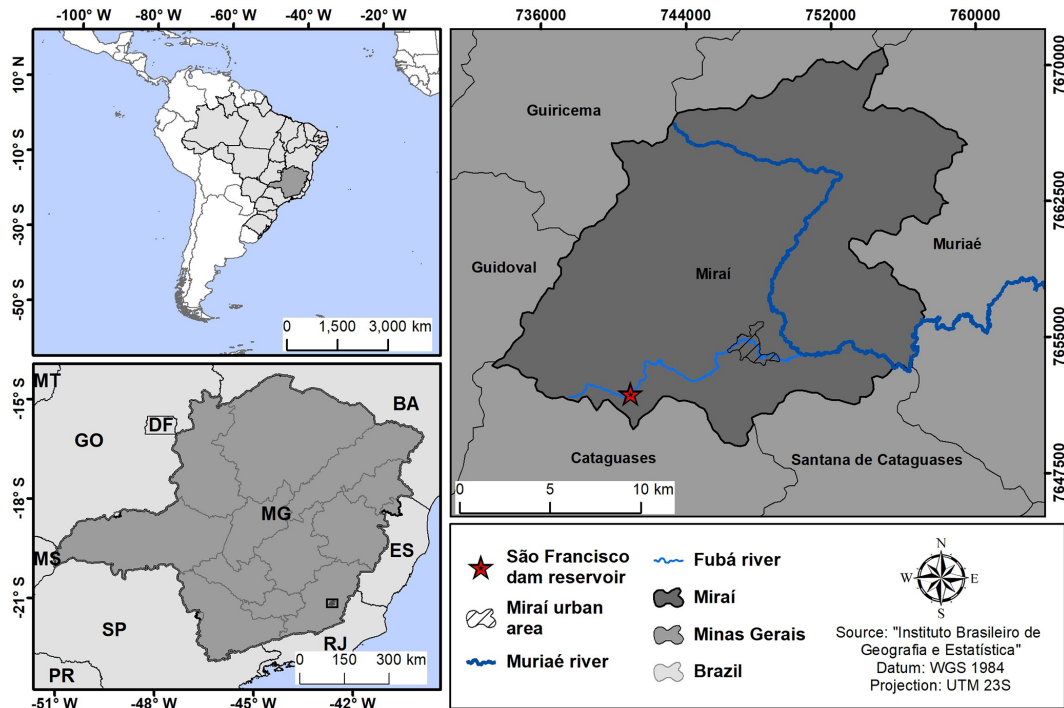 -100° W
-80° W
-60° W
-40° W
-20° W
10° N
-10° S
-30° S
-50° S
0 1,500 3,000 km
736000
744000
752000
760000
7670000
7662500
7655000
7647500
Guiricema
Guidoval
Miraí
Muriaé
Cataguases
Santana de Cataguases
0 5 10 km
MT
BA
DF
GO
MG
MS
ES
SP
RJ
PR
-15° S
-18° S
-21° S
0 150 300 km
-51° W
-48° W
-45° W
-42° W
São Francisco
dam reservoir
Miraí urban
area
Muriaé river
Fubá river
Miraí
Minas Gerais
Brazil
N
W
E
S
Source: "Instituto Brasileiro de
Geografia e Estatística"
Datum: WGS 1984
Projection: UTM 23S